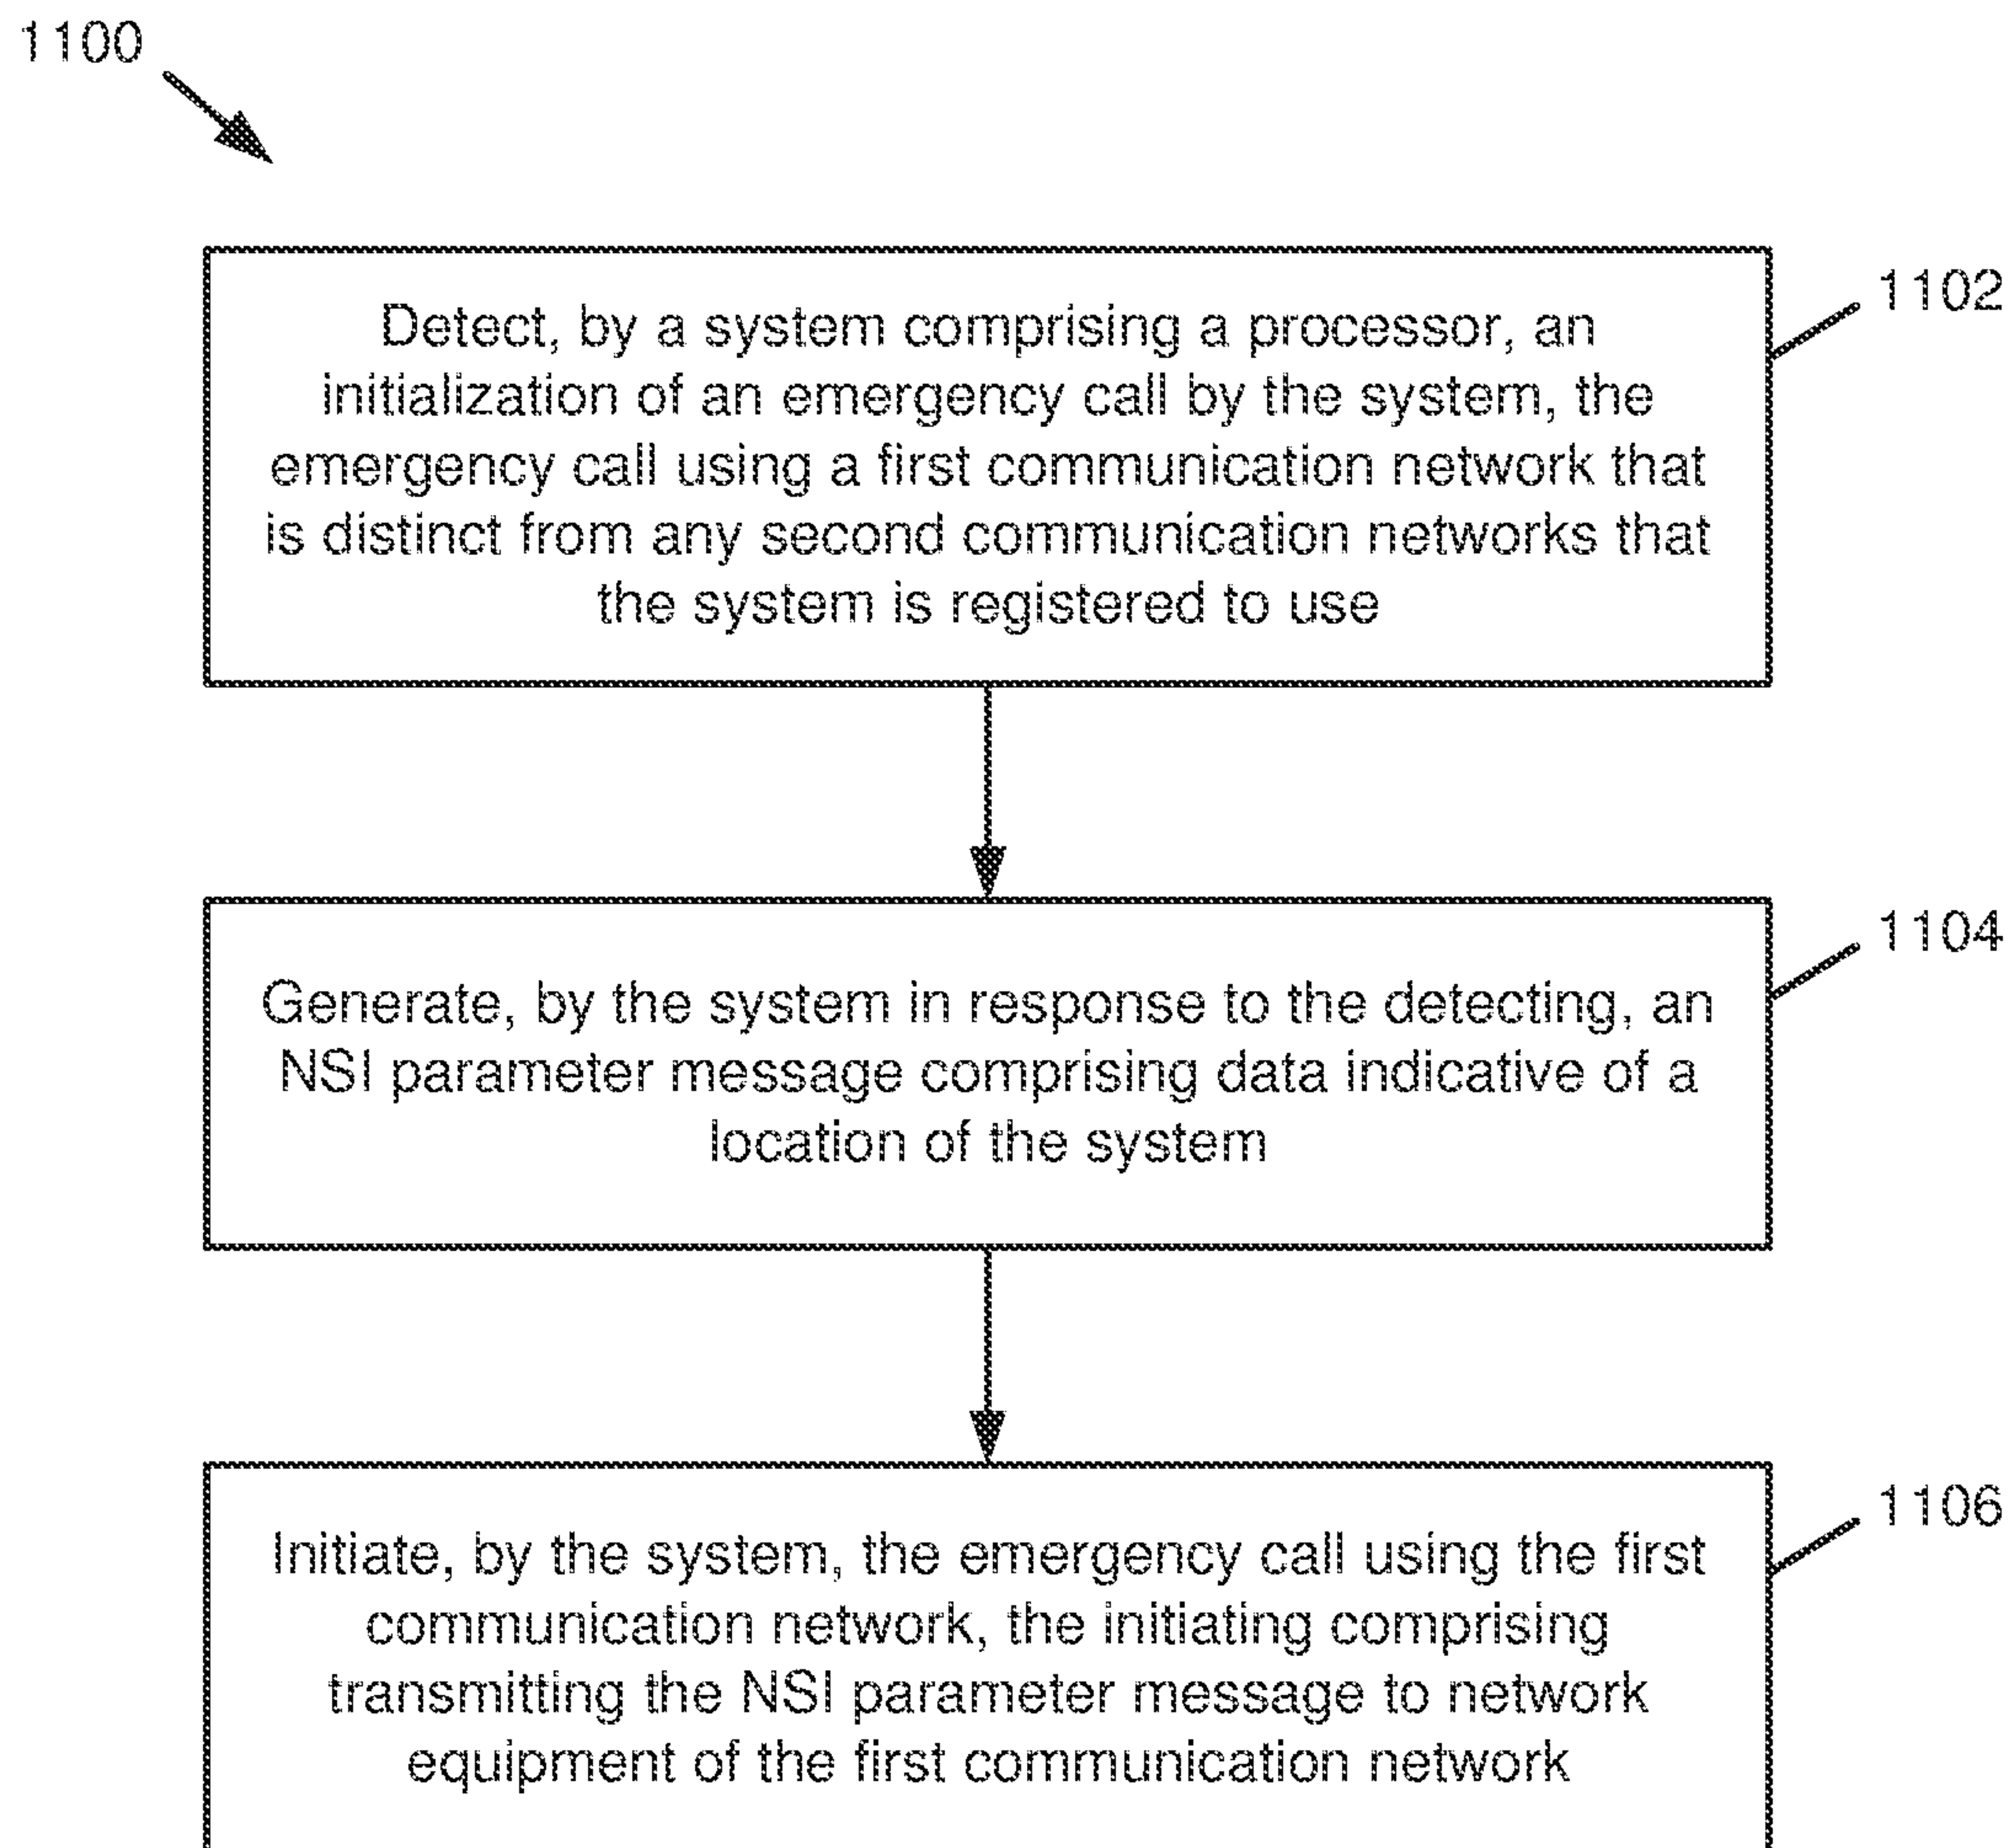 1100
1102
Detect, by a system comprising a processor, an
initialization of an emergency call by the system, the
emergency call using a first communication network that
is distinct from any second communication networks that
the system is registered to use
1104
Generate, by the system in response to the detecting, an
NSI parameter message comprising data indicative of a
location of the system
1106
Initiate, by the system, the emergency call using the first
communication network, the initiating comprising
transmitting the NSI parameter message to network
equipment of the first communication network